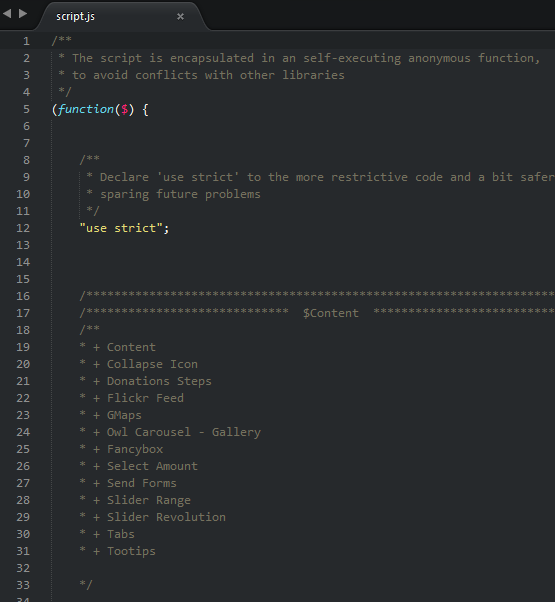 script.js ×
1 /**
2 * The script is encapsulated in an self-executing anonymous function,
3 * to avoid conflicts with other libraries
4 */
5 (function($) {
6
7
8 /**
9 * Declare 'use strict' to the more restrictive code and a bit safer
10 * sparing future problems
11 */
12 "use strict";
13
14
15
16 /*******************************************************************
17 /**************************** $Content **************************
18 /**
19 * + Content
20 * + Collapse Icon
21 * + Donations Steps
22 * + Flickr Feed
23 * + GMaps
24 * + Owl Carousel - Gallery
25 * + Fancybox
26 * + Select Amount
27 * + Send Forms
28 * + Slider Range
29 * + Slider Revolution
30 * + Tabs
31 * + Tootips
32
33 */
34